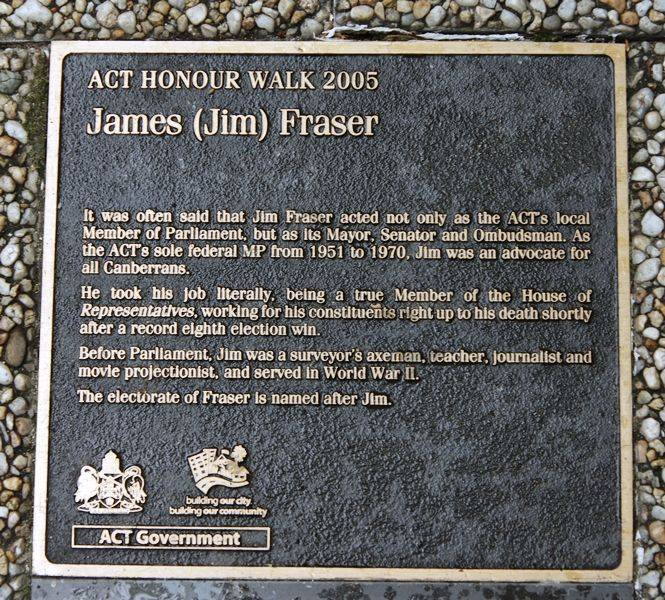 ACT HONOUR WALK 2005
James (Jim) Fraser
It was often said that Jim Fraser acted not only as the ACT's local
Member of Parliament, but as its Mayor, Senator and Ombudsman. As
the ACT's sole federal MP from 1951 to 1970, Jim was an advocate for
all Canberrans.
He took his job literally, being a true Member of the House of
Representatives, working for his constituents right up to his death shortly
after a record eighth election win.
Before Parliament, Jim was a surveyor's axeman, teacher, journalist and
movie projectionist, and served in World War II.
The electorate of Fraser is named after Jim.
building our city
building our community
ACT Government